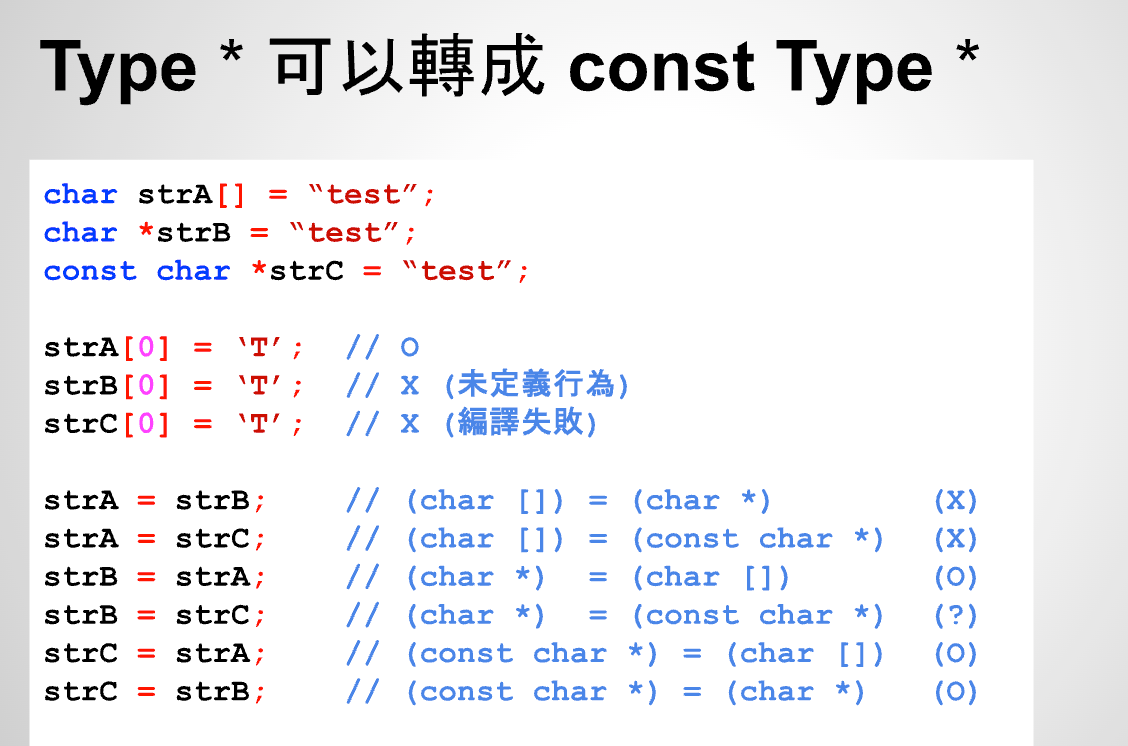 Type * 可以轉成 const Type *
char strA[] = “test”;
char *strB = “test”;
const char *strC = “test”;
strA[0] = ‘T’; // O
strB[0] = ‘T’; // X (未定義行為)
strC[0] = ‘T’; // X (編譯失敗)
strA = strB; // (char []) = (char *) (X)
strA = strC; // (char []) = (const char *) (X)
strB = strA; // (char *) = (char []) (O)
strB = strC; // (char *) = (const char *) (?)
strC = strA; // (const char *) = (char []) (O)
strC = strB; // (const char *) = (char *) (O)